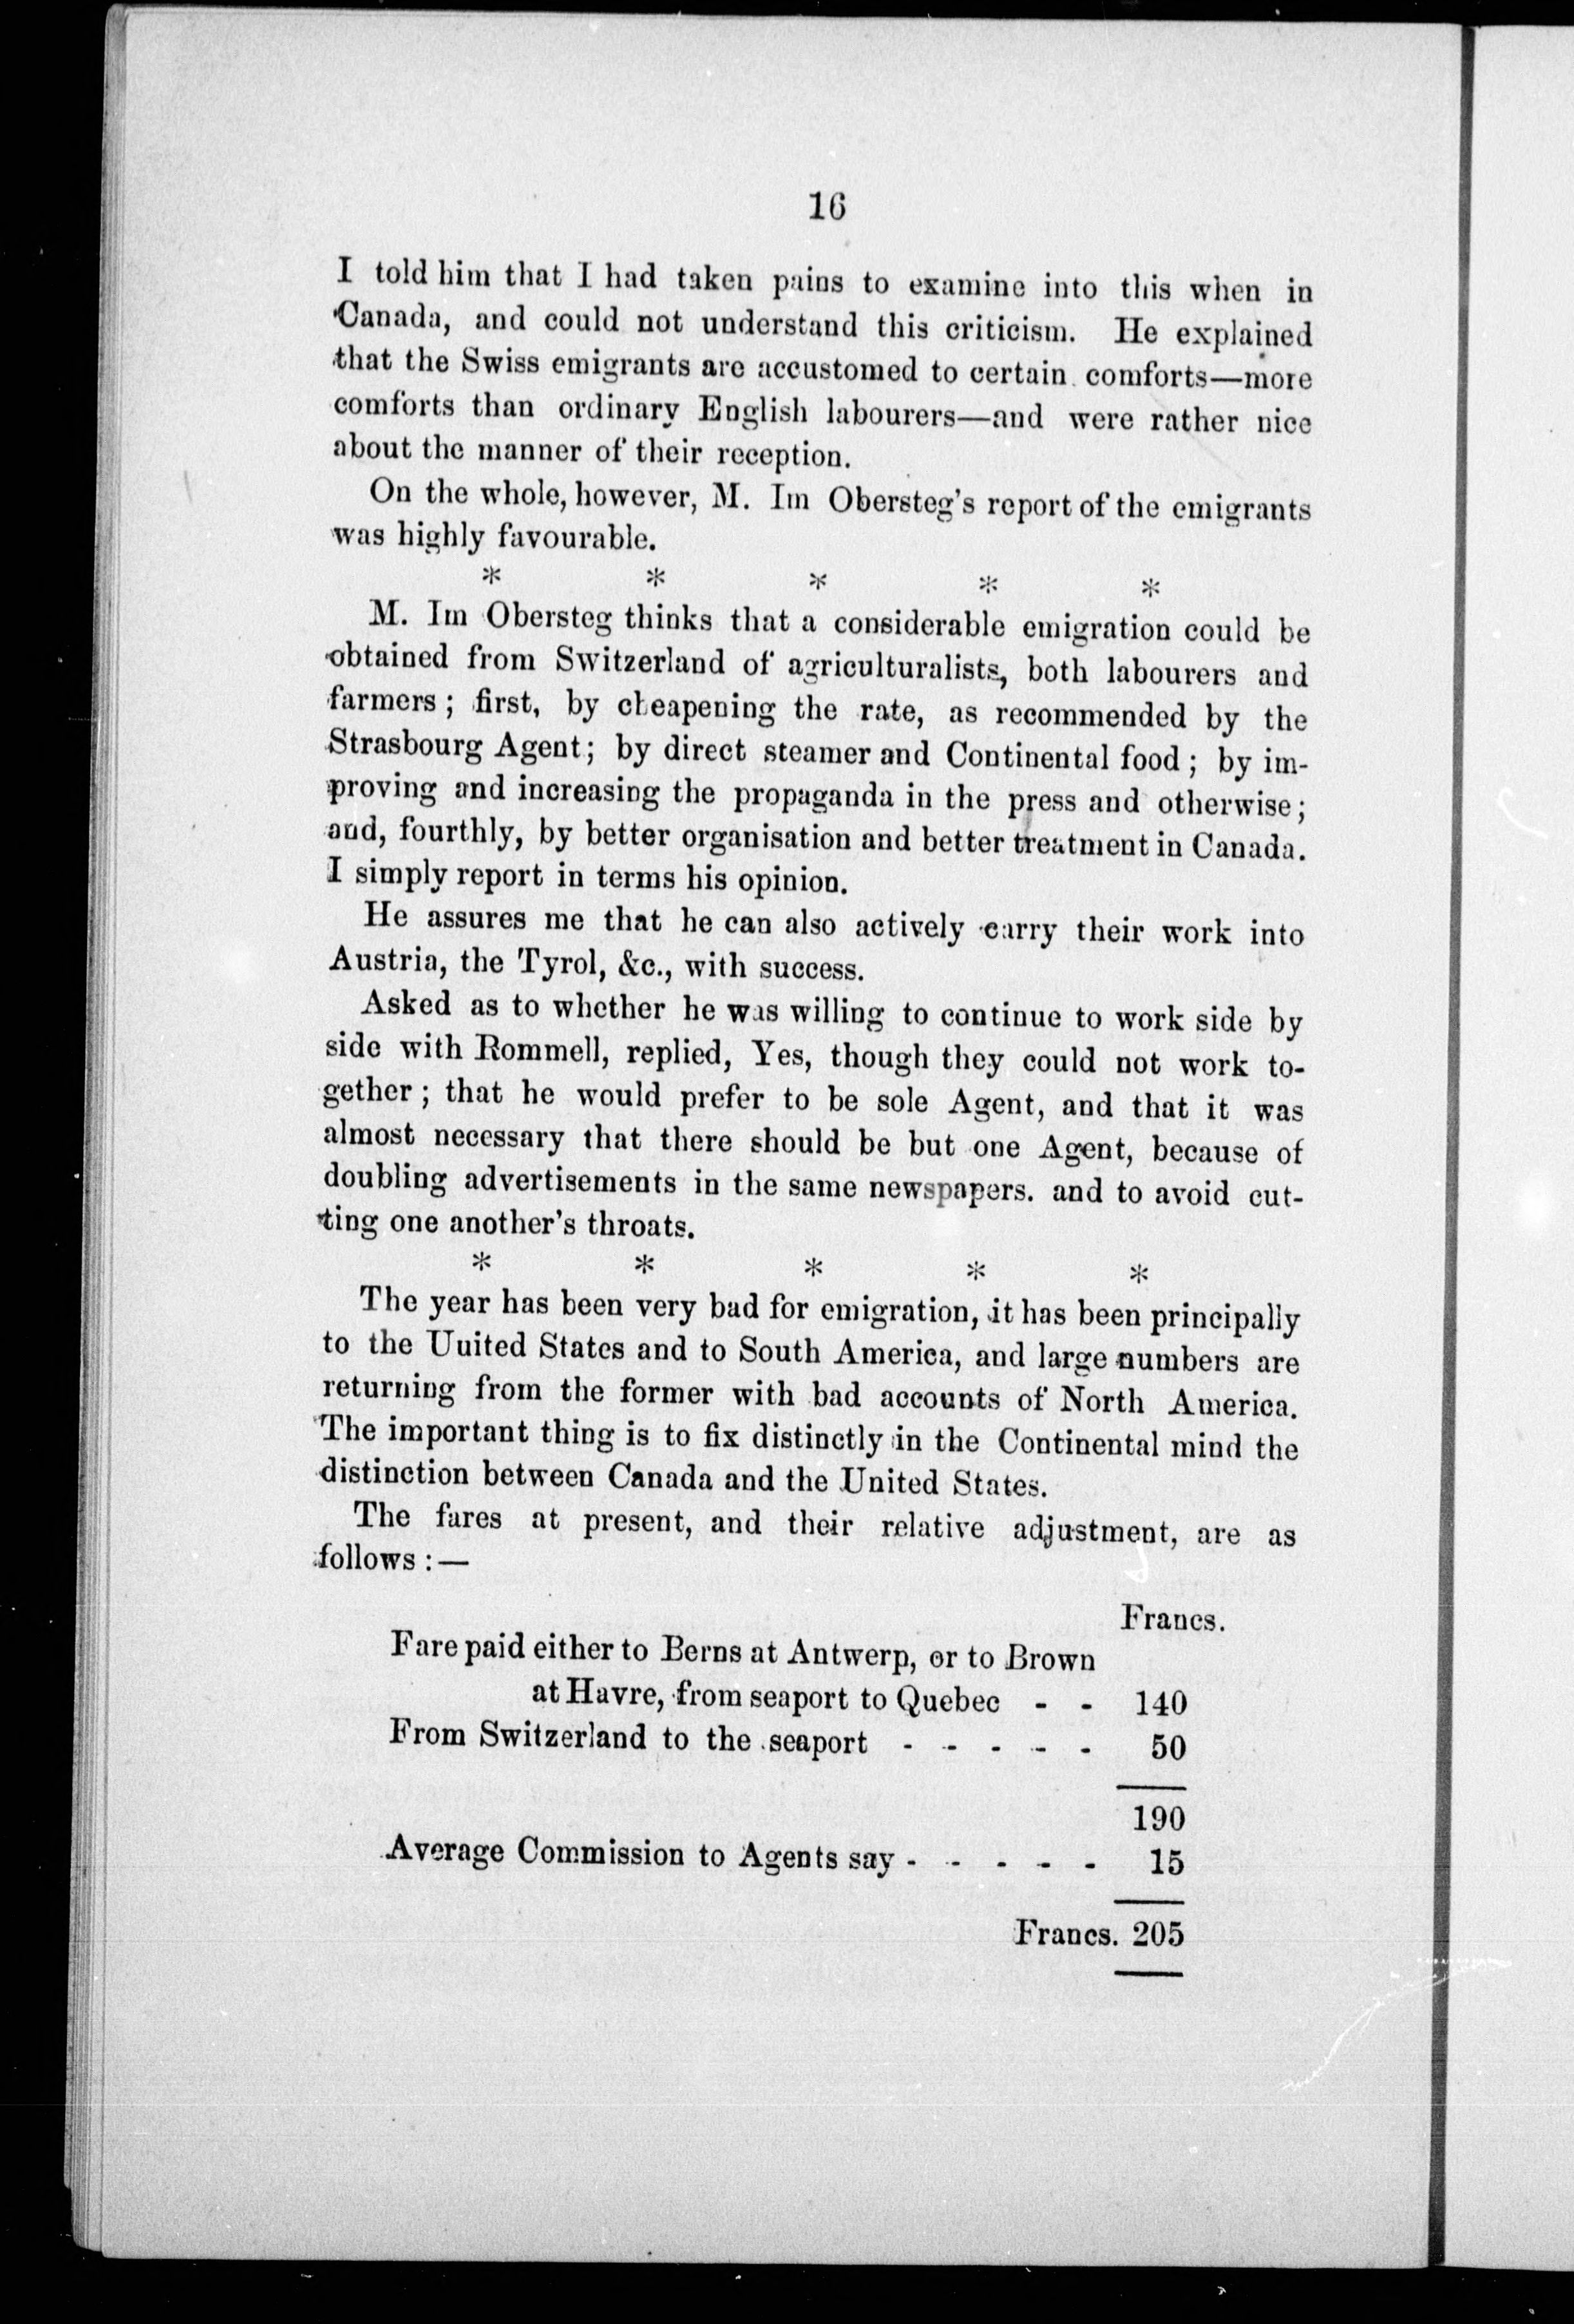 16
I told him that I had taken pains to examine into this when in
Canada, and could not understand this criticism. He explained
that the Swiss emigrants are accustomed to certain comforts—more
comforts than ordinary English labourers—and were rather nice
about the manner of their reception.
On the whole, however, M. Im Obersteg's report of the emigrants
was highly favourable.
* * * * *
M. Im Obersteg thinks that a considerable emigration could be
obtained from Switzerland of agriculturalists, both labourers and
farmers; first, by cheapening the rate, as recommended by the
Strasbourg Agent; by direct steamer and Continental food; by im-
proving and increasing the propaganda in the press and otherwise;
and, fourthly, by better organisation and better treatment in Canada.
I simply report in terms his opinion.
He assures me that he can also actively carry their work into
Austria, the Tyrol, &c., with success.
Asked as to whether he was willing to continue to work side by
side with Rommell, replied, Yes, though they could not work to-
gether; that he would prefer to be sole Agent, and that it was
almost necessary that there should be but one Agent, because of
doubling advertisements in the same newspapers. and to avoid cut-
ting one another's throats.
* * * * *
The year has been very bad for emigration, it has been principally
to the Uuited States and to South America, and large numbers are
returning from the former with bad accounts of North America.
The important thing is to fix distinctly in the Continental mind the
distinction between Canada and the United States.
The fares at present, and their relative adjustment, are as
follows:—
Francs.
Fare paid either to Berns at Antwerp, or to Brown
at Havre, from seaport to Quebec - - 140
From Switzerland to the seaport - - - - - 50
190
Average Commission to Agents say - - - - - 15
Francs. 205